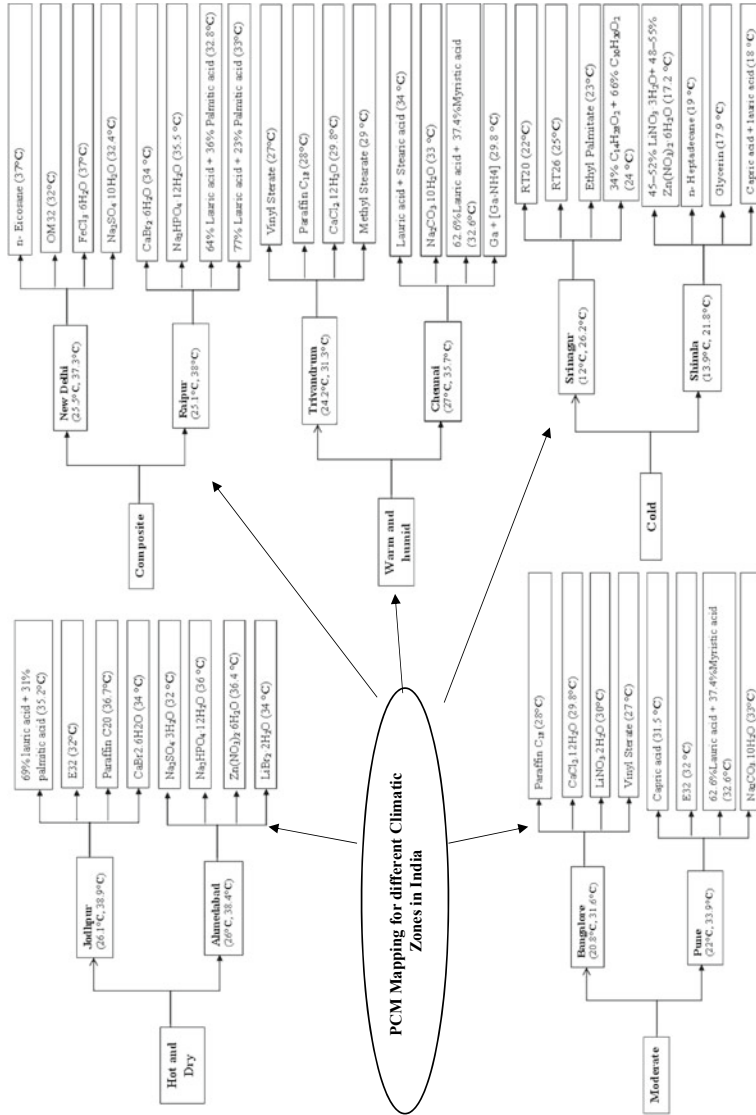 PCM Mapping for different Climatic
Zones in India
Hot and
Dry
Jodhpur
(26.1°C, 38.9°C)
69% lauric acid + 31%
palmitic acid (35.2°C)
E32 (32°C)
Paraffin C20 (36.7°C)
CaBr2 6H2O (34 °C)
Ahmedabad
(26°C, 38.4°C)
Na₂SO₄ 3H₂O (32 °C)
Na₂HPO₄ 12H₂O (36 °C)
Zn(NO₃)₂ 6H₂O (36.4 °C)
LiBr₂ 2H₂O (34 °C)
Composite
New Delhi
(25.5°C, 37.3°C)
n- Eicosane (37°C)
OM32 (32°C)
FeCl₃ 6H₂O (37°C)
Na₂SO₄ 10H₂O (32.4°C)
Raipur
(25.1°C, 38°C)
CaBr₂ 6H₂O (34 °C)
Na₂HPO₄ 12H₂O (35.5 °C)
64% Lauric acid + 36% Palmitic acid (32.8°C)
77% Lauric acid + 23% Palmitic acid (33°C)
Warm and
humid
Trivandrum
(24.2°C, 31.3°C)
Vinyl Sterate (27°C)
Paraffin C₁₈ (28°C)
CaCl₂ 12H₂O (29.8°C)
Methyl Stearate (29 °C)
Chennai
(27°C, 35.7°C)
Lauric acid + Stearic acid (34 °C)
Na₂CO₃ 10H₂O (33 °C)
62.6%Lauric acid + 37.4%Myristic acid
(32.6°C)
Ga + [Ga-NH4] (29.8 °C)
Moderate
Bangalore
(20.8°C, 31.6°C)
Paraffin C₁₈ (28°C)
CaCl₂ 12H₂O (29.8°C)
LiNO₃ 2H₂O (30°C)
Vinyl Sterate (27 °C)
Pune
(22°C, 33.9°C)
Capric acid (31.5 °C)
E32 (32 °C)
62.6%Lauric acid + 37.4%Myristic acid
(32.6°C)
Na₂CO₃ 10H₂O (33°C)
Cold
Srinagar
(12°C, 26.2°C)
RT20 (22°C)
RT26 (25°C)
Ethyl Palmitate (23°C)
34% C₁₄H₂₈O₂ + 66% C₁₀H₂₀O₂
(24 °C)
Shimla
(13.9°C, 21.8°C)
45–52% LiNO₃ 3H₂O+ 48–55%
Zn(NO₃)₂ 6H₂O (17.2 °C)
n- Heptadecane (19 °C)
Glycerin (17.9 °C)
Capric acid + lauric acid (18 °C)